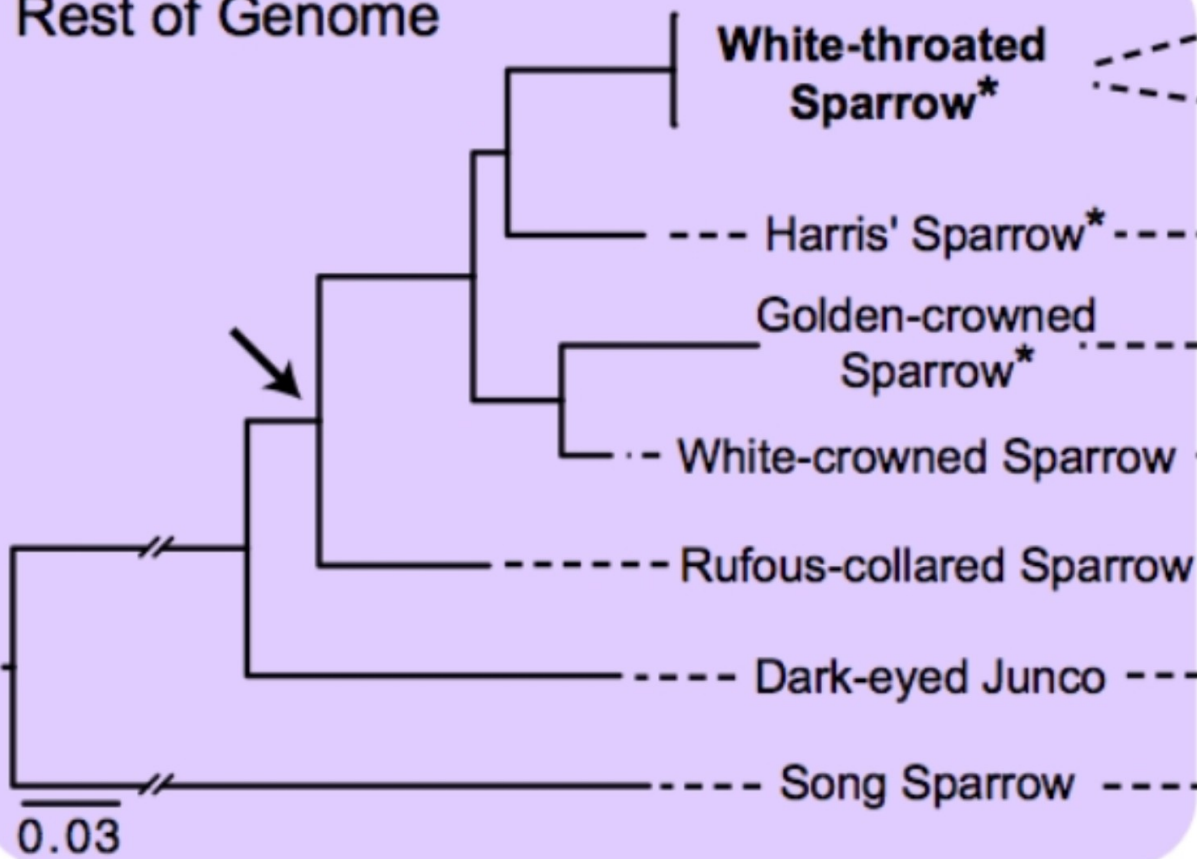 Rest of Genome
White-throated
Sparrow*
Harris' Sparrow*
Golden-crowned
Sparrow*
White-crowned Sparrow
Rufous-collared Sparrow
Dark-eyed Junco
Song Sparrow
0.03